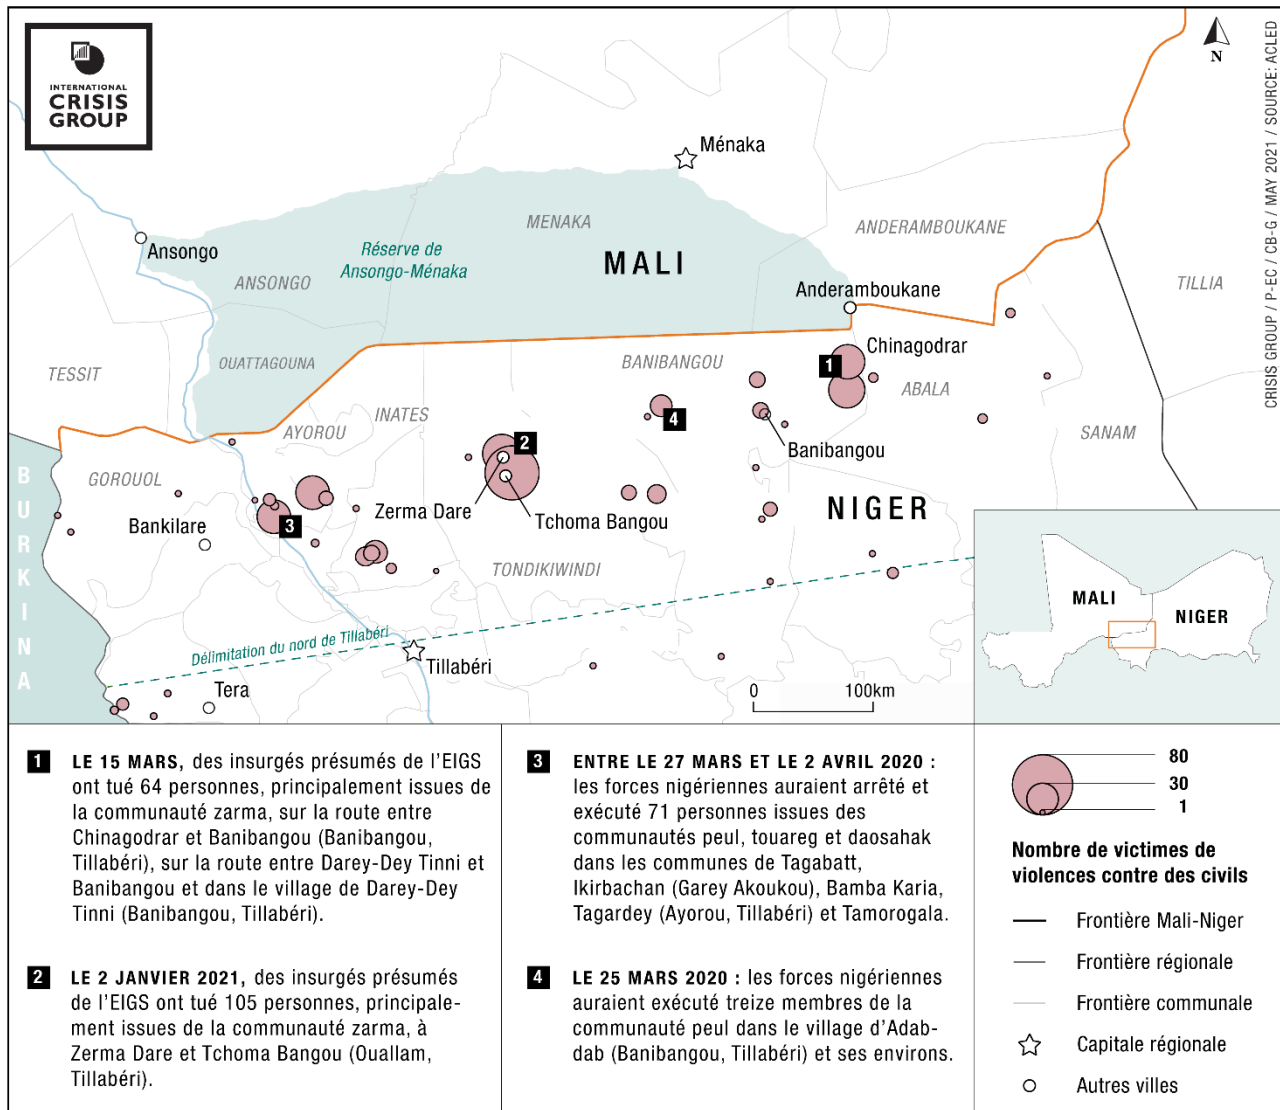 INTERNATIONAL
CRISIS
GROUP
N
CRISIS GROUP / P-EC / CB-G / MAY 2021 / SOURCE: ACLED
Ménaka
MENAKA
ANDERAMBOUKANE
Ansongo
Réserve de
Ansongo-Ménaka
MALI
ANSONGO
TILLIA
Anderamboukane
OUATTAGOUNA
TESSIT
BANIBANGOU
Chinagodrar
1
ABALA
INATES
4
AYOROU
2
SANAM
Banibangou
GOROUOL
BURKINA
Zerma Dare
Tchoma Bangou
NIGER
3
Bankilare
TONDIKIWINDI
Délimitation du nord de Tillabéri
Tillabéri
Tera
0 100km
MALI
NIGER
1 LE 15 MARS, des insurgés présumés de l’EIGS
ont tué 64 personnes, principalement issues de
la communauté zarma, sur la route entre
Chinagodrar et Banibangou (Banibangou,
Tillabéri), sur la route entre Darey-Dey Tinni et
Banibangou et dans le village de Darey-Dey
Tinni (Banibangou, Tillabéri).
2 LE 2 JANVIER 2021, des insurgés présumés
de l’EIGS ont tué 105 personnes, principale-
ment issues de la communauté zarma, à
Zerma Dare et Tchoma Bangou (Ouallam,
Tillabéri).
3 ENTRE LE 27 MARS ET LE 2 AVRIL 2020 :
les forces nigériennes auraient arrêté et
exécuté 71 personnes issues des
communautés peul, touareg et daosahak
dans les communes de Tagabatt,
Ikirbachan (Garey Akoukou), Bamba Karia,
Tagardey (Ayorou, Tillabéri) et Tamorogala.
4 LE 25 MARS 2020 : les forces nigériennes
auraient exécuté treize membres de la
communauté peul dans le village d’Adab-
dab (Banibangou, Tillabéri) et ses environs.
80
30
1
Nombre de victimes de
violences contre des civils
Frontière Mali-Niger
Frontière régionale
Frontière communale
Capitale régionale
Autres villes